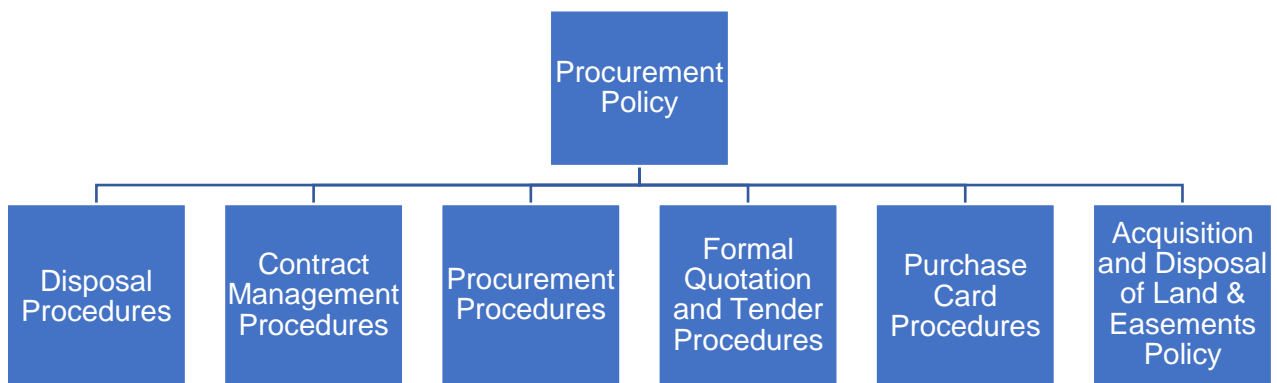 Procurement
Policy
Disposal
Procedures
Contract
Management
Procedures
Procurement
Procedures
Formal
Quotation
and Tender
Procedures
Purchase
Card
Procedures
Acquisition
and Disposal
of Land &
Easements
Policy